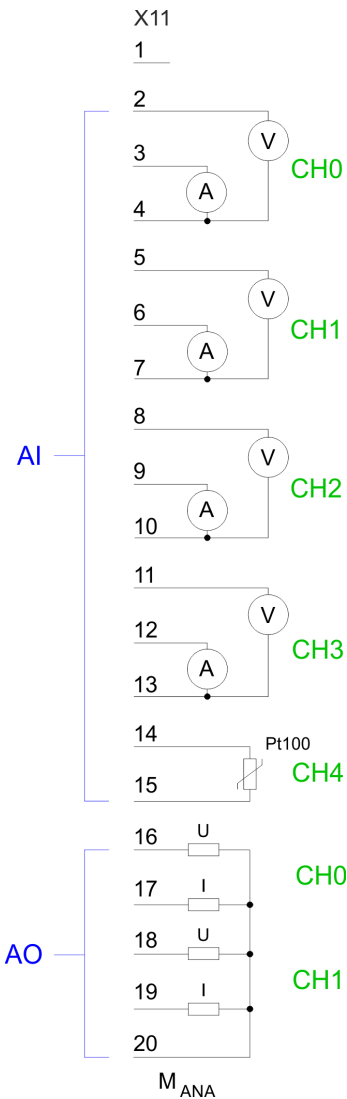 X11
1
2
V
3
CH0
A
4
5
V
6
CH1
A
7
8
V
AI
9
CH2
A
10
11
V
12
CH3
A
13
14
Pt100
CH4
15
16 U
CH0
17 I
18 U
AO
CH1
19 I
20
M ANA